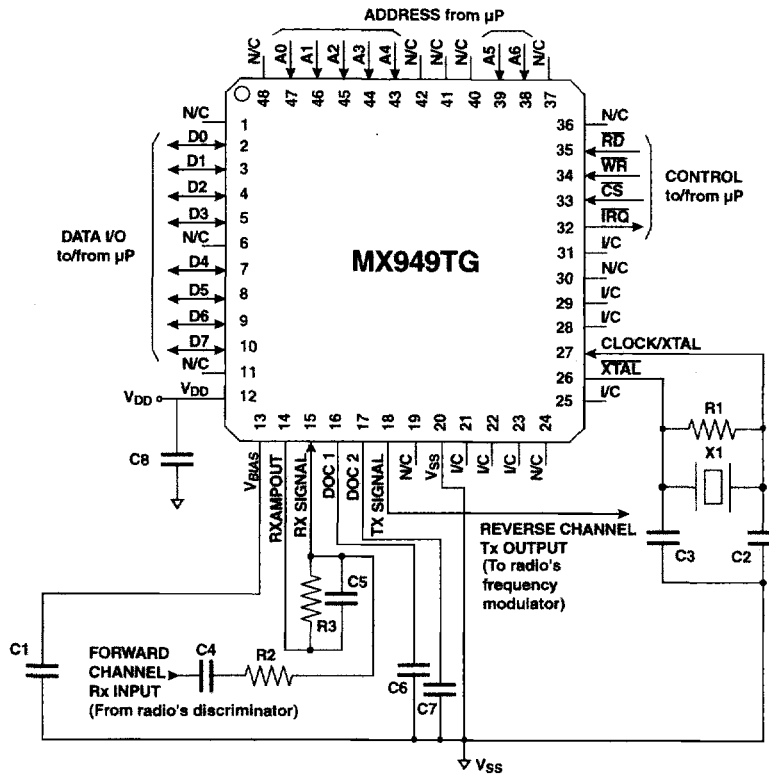 ADDRESS from µP
N/C A0 A1 A2 A3 A4 N/C N/C N/C A5 A6 N/C
48 47 46 45 44 43 42 41 40 39 38 37
N/C 1
D0 2
D1 3
D2 4
D3 5
N/C 6
D4 7
D5 8
D6 9
D7 10
N/C 11
VDD VDD 12
DATA I/O
to/from µP
MX949TG
36 N/C
35 R̅D̅
34 W̅R̅
33 C̅S̅
32 I̅R̅Q̅
31 I/C
30 N/C
29 I/C
28 I/C
27 CLOCK/XTAL
26 X̅T̅A̅L̅
25 I/C
CONTROL
to/from µP
13 14 15 16 17 18 19 20 21 22 23 24
VBIAS RXAMPOUT RX SIGNAL DOC 1 DOC 2 TX SIGNAL N/C VSS I/C I/C I/C N/C
C8
R1
X1
C3
C2
REVERSE CHANNEL
Tx OUTPUT
(To radio's
frequency
modulator)
C5
R3
C1
FORWARD
CHANNEL
Rx INPUT
(From radio's discriminator)
C4
R2
C6
C7
VSS